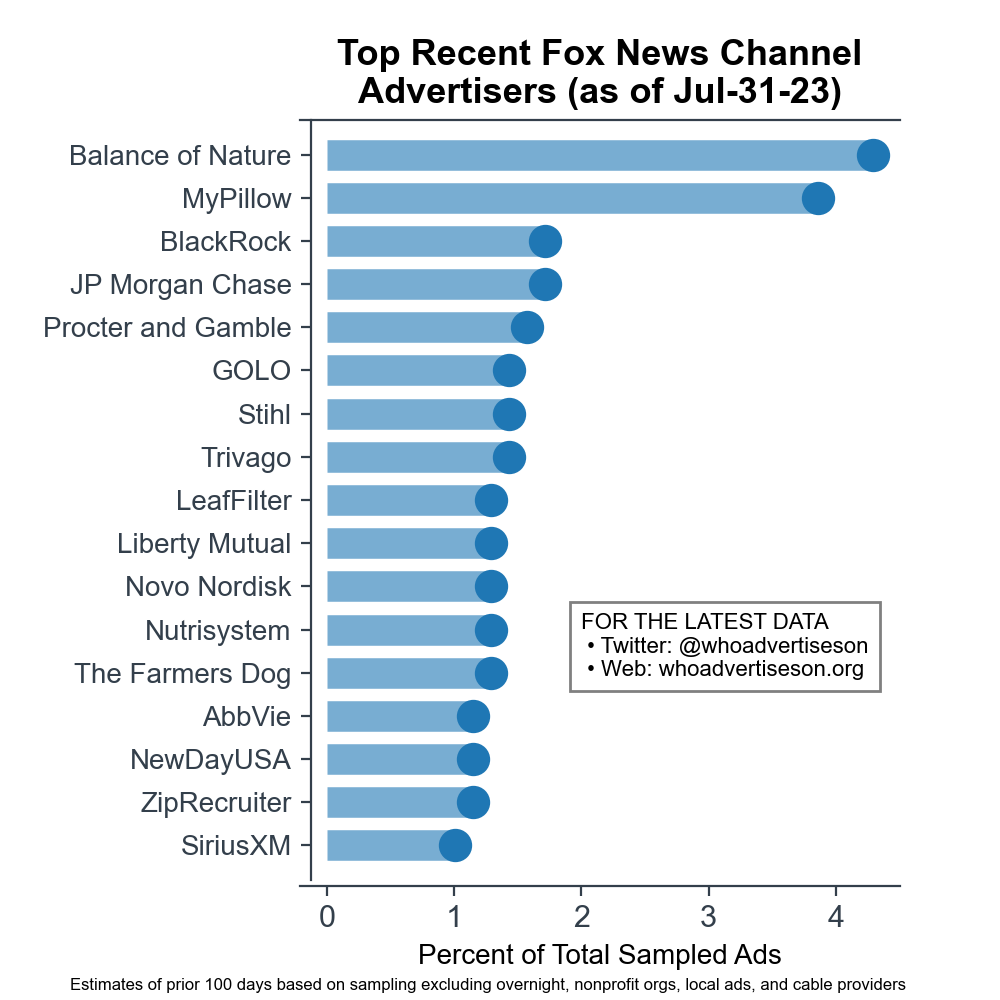 Top Recent Fox News Channel
Advertisers (as of Jul-31-23)
Balance of Nature
MyPillow
BlackRock
JP Morgan Chase
Procter and Gamble
GOLO
Stihl
Trivago
LeafFilter
Liberty Mutual
Novo Nordisk
Nutrisystem
The Farmers Dog
AbbVie
NewDayUSA
ZipRecruiter
SiriusXM
FOR THE LATEST DATA
• Twitter: @whoadvertiseson
• Web: whoadvertiseson.org
0 1 2 3 4
Percent of Total Sampled Ads
Estimates of prior 100 days based on sampling excluding overnight, nonprofit orgs, local ads, and cable providers